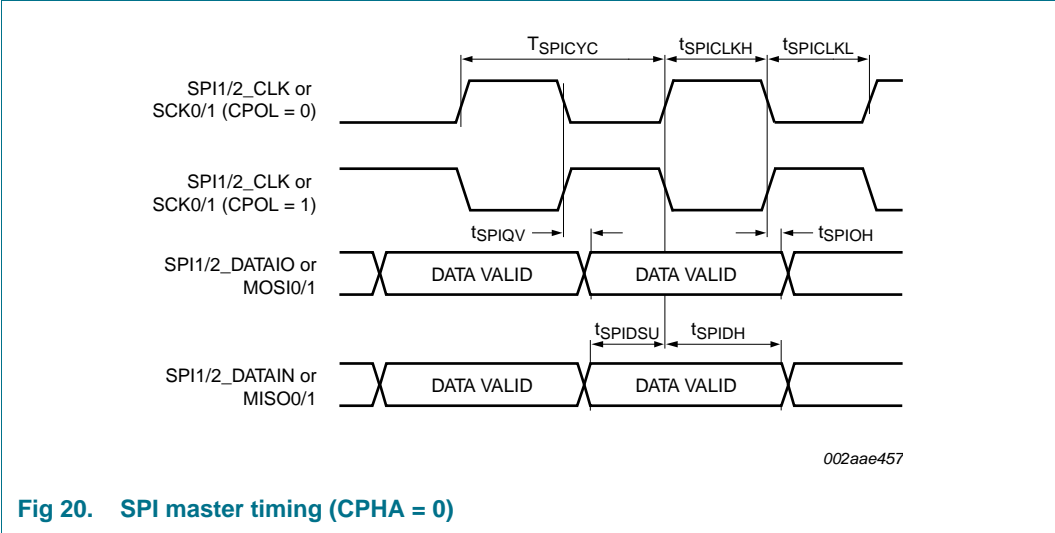 TSPICYC
tSPICLKH
tSPICLKL
SPI1/2_CLK or
SCK0/1 (CPOL = 0)
SPI1/2_CLK or
SCK0/1 (CPOL = 1)
tSPIQV
tSPIOH
SPI1/2_DATAIO or
MOSI0/1
DATA VALID
DATA VALID
tSPIDSU
tSPIDH
SPI1/2_DATAIN or
MISO0/1
DATA VALID
DATA VALID
002aae457
Fig 20. SPI master timing (CPHA = 0)